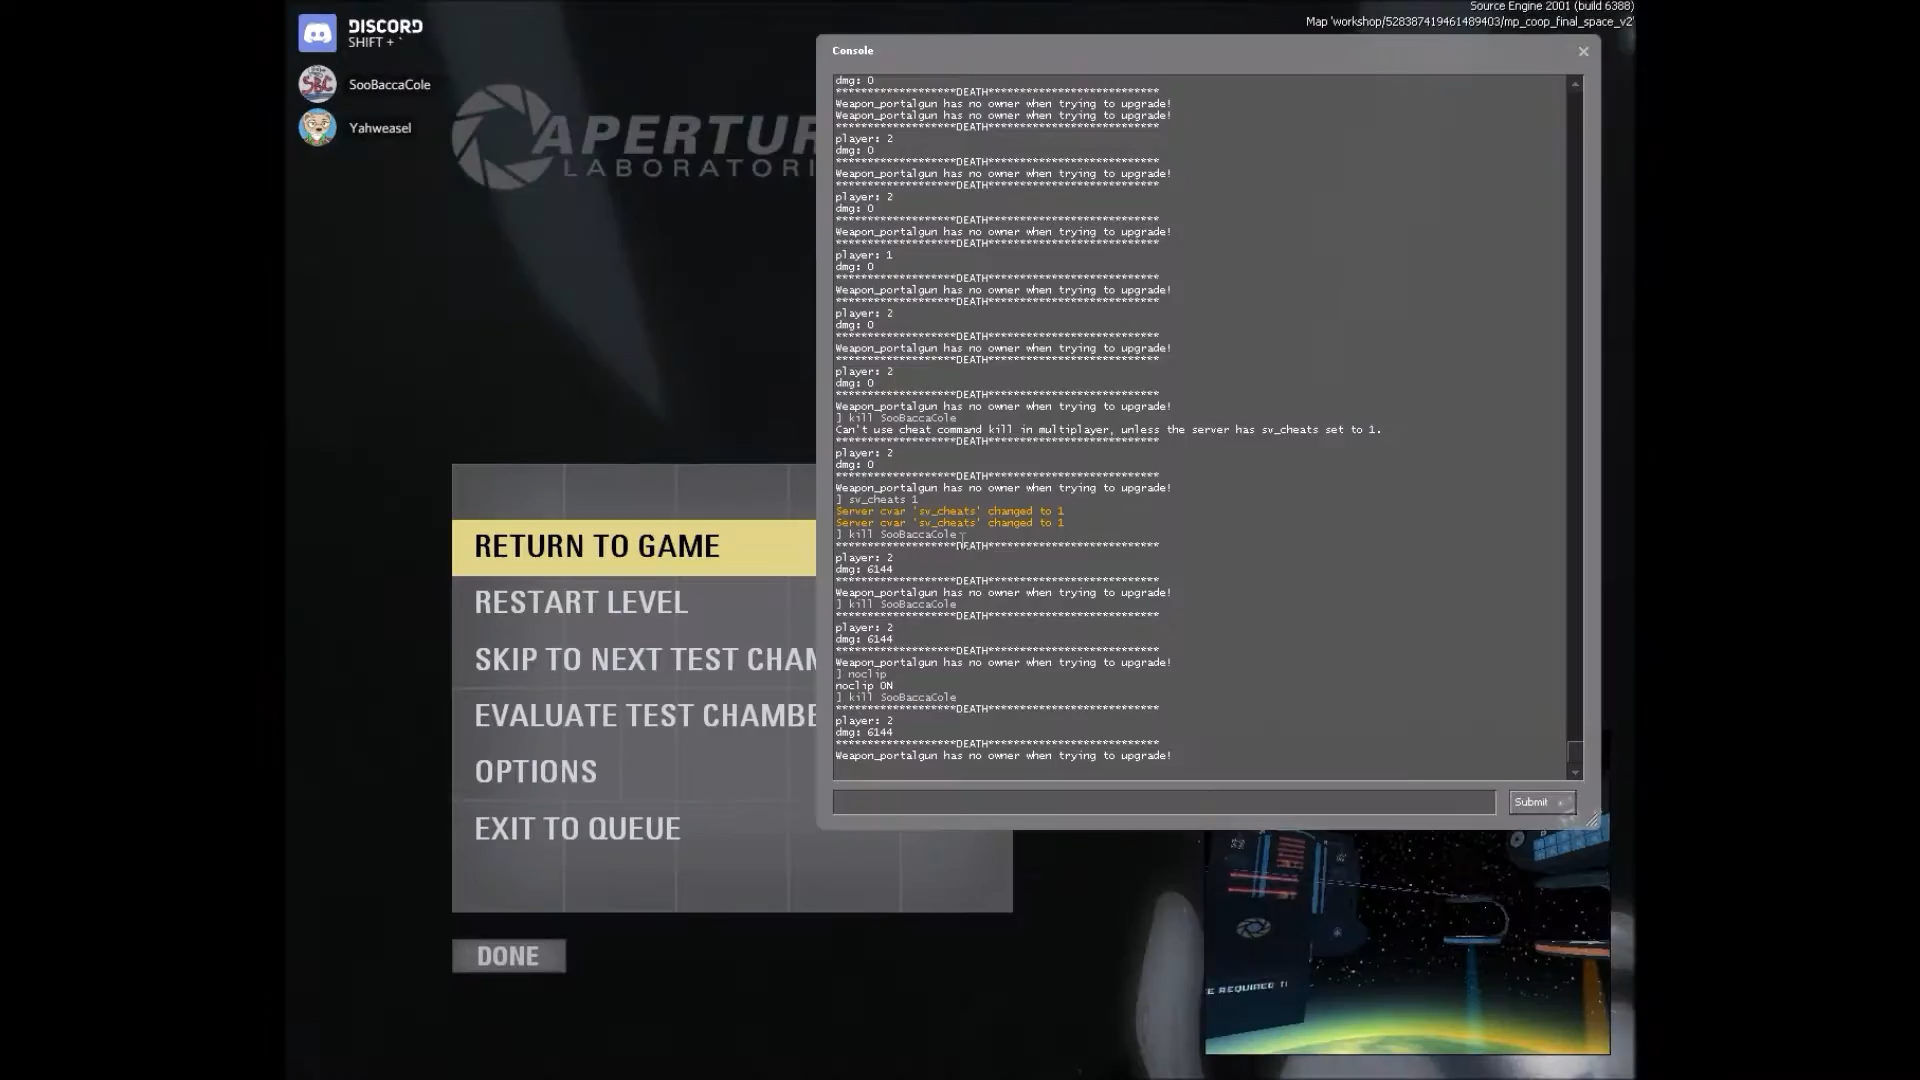 DISCORD
SHIFT + `
SooBaccaCole
Yahweasel
APERTUR
LABORATORI
Source Engine 2001 (build 6388)
Map 'workshop/528387419461489403/mp_coop_final_space_v2'
Console
dmg: 0
*******************DEATH***************************
Weapon_portalgun has no owner when trying to upgrade!
Weapon_portalgun has no owner when trying to upgrade!
*******************DEATH***************************
player: 2
dmg: 0
*******************DEATH***************************
Weapon_portalgun has no owner when trying to upgrade!
*******************DEATH***************************
player: 2
dmg: 0
*******************DEATH***************************
Weapon_portalgun has no owner when trying to upgrade!
*******************DEATH***************************
player: 1
dmg: 0
*******************DEATH***************************
Weapon_portalgun has no owner when trying to upgrade!
*******************DEATH***************************
player: 2
dmg: 0
*******************DEATH***************************
Weapon_portalgun has no owner when trying to upgrade!
*******************DEATH***************************
player: 2
dmg: 0
*******************DEATH***************************
Weapon_portalgun has no owner when trying to upgrade!
] kill SooBaccaCole
Can't use cheat command kill in multiplayer, unless the server has sv_cheats set to 1.
*******************DEATH***************************
player: 2
dmg: 0
*******************DEATH***************************
Weapon_portalgun has no owner when trying to upgrade!
] sv_cheats 1
Server cvar 'sv_cheats' changed to 1
Server cvar 'sv_cheats' changed to 1
] kill SooBaccaCole
*******************DEATH***************************
player: 2
dmg: 6144
*******************DEATH***************************
Weapon_portalgun has no owner when trying to upgrade!
] kill SooBaccaCole
*******************DEATH***************************
player: 2
dmg: 6144
*******************DEATH***************************
Weapon_portalgun has no owner when trying to upgrade!
] noclip
noclip ON
] kill SooBaccaCole
*******************DEATH***************************
player: 2
dmg: 6144
*******************DEATH***************************
Weapon_portalgun has no owner when trying to upgrade!
Submit
RETURN TO GAME
RESTART LEVEL
SKIP TO NEXT TEST CHAM
EVALUATE TEST CHAMBE
OPTIONS
EXIT TO QUEUE
DONE
E REQUIRED